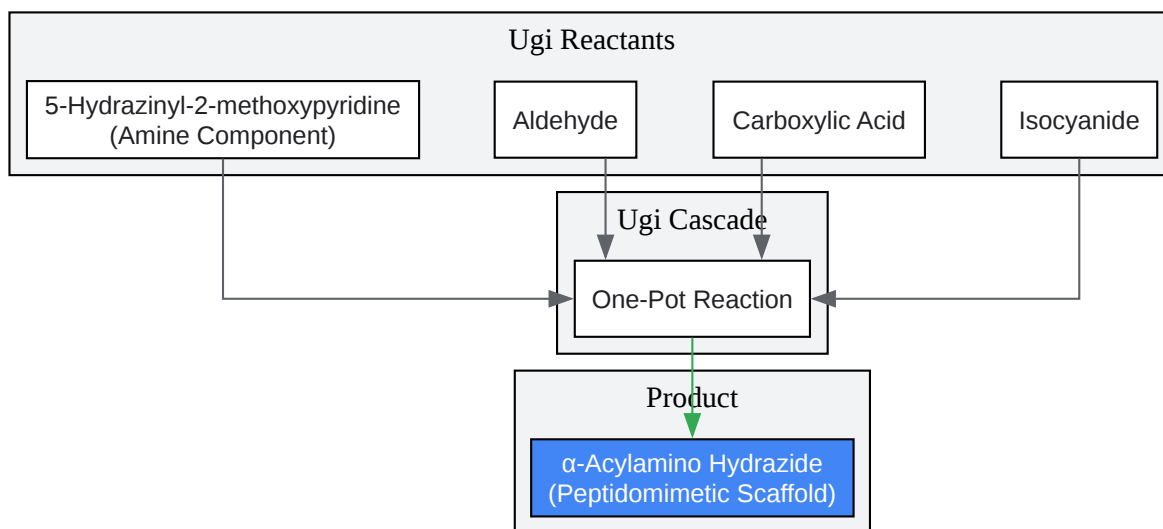 Ugi Reactants
5-Hydrazinyl-2-methoxypyridine
(Amine Component)
Aldehyde
Carboxylic Acid
Isocyanide
Ugi Cascade
One-Pot Reaction
Product
α-Acylamino Hydrazide
(Peptidomimetic Scaffold)